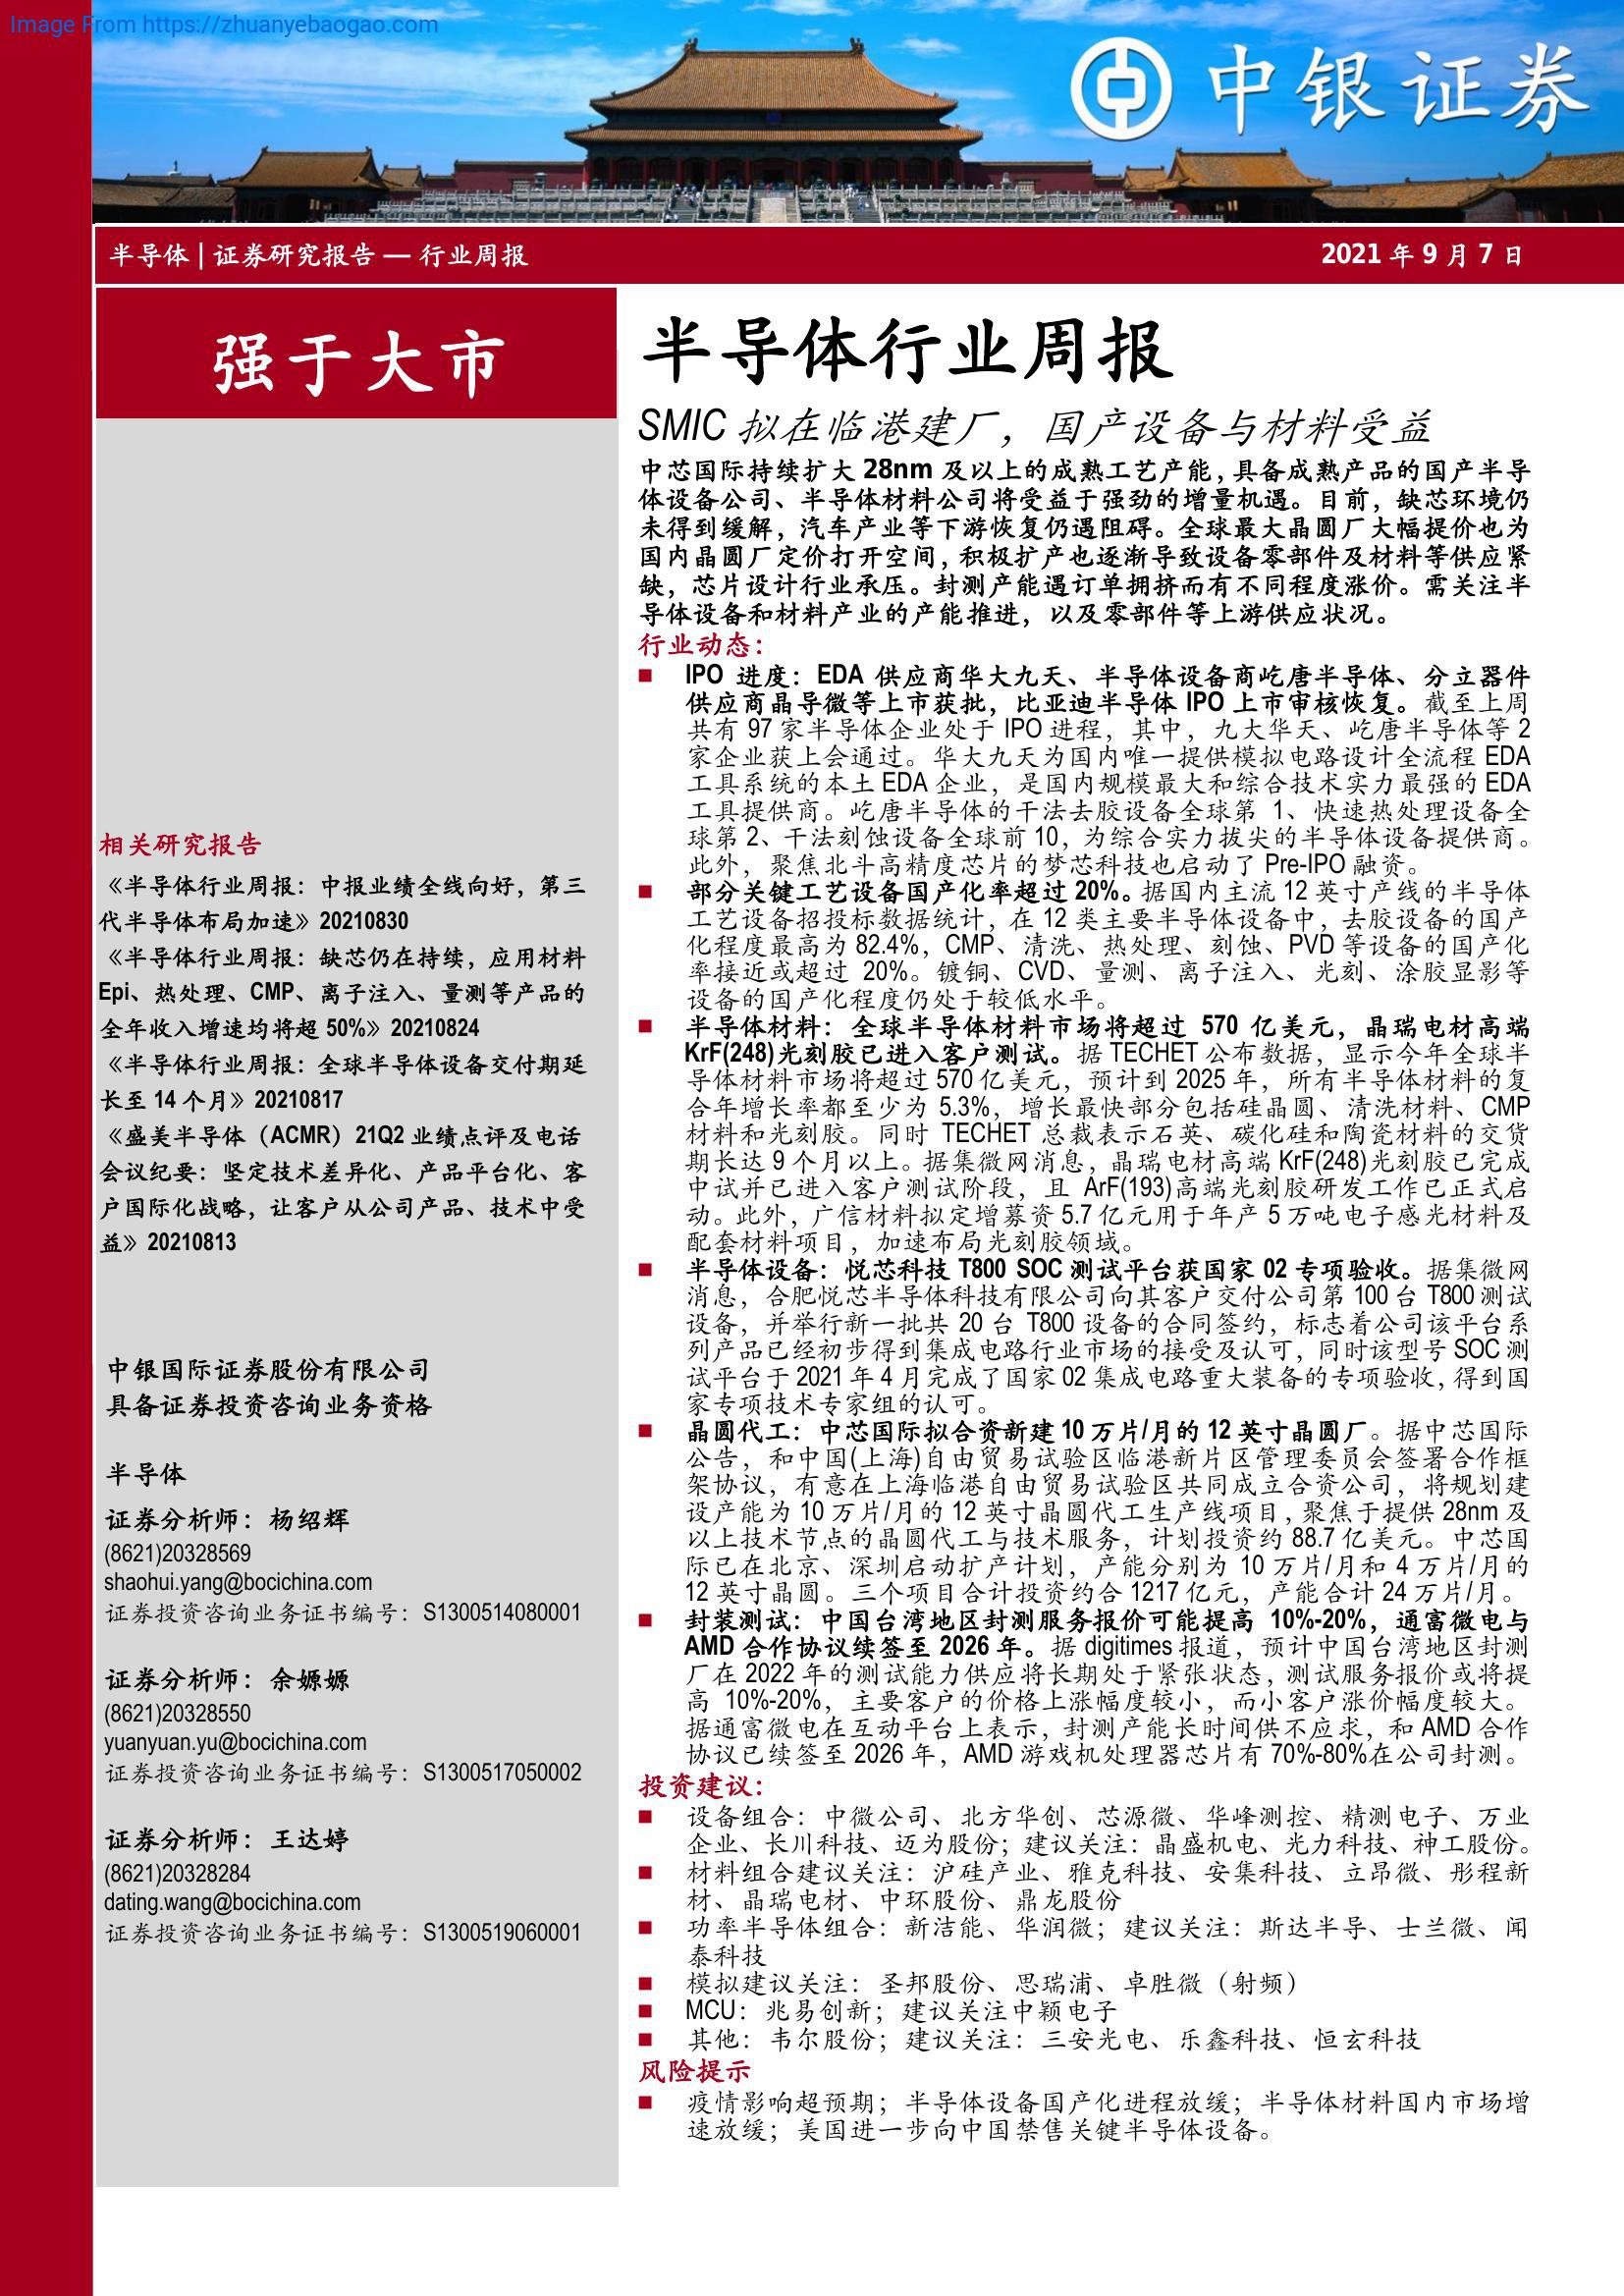 Image From https://zhuanyebaogao.com
中银证券
半导体 | 证券研究报告 — 行业周报
2021 年 9 月 7 日
强于大市
相关研究报告
《半导体行业周报：中报业绩全线向好，第三
代半导体布局加速》20210830
《半导体行业周报：缺芯仍在持续，应用材料
Epi、热处理、CMP、离子注入、量测等产品的
全年收入增速均将超 50%》20210824
《半导体行业周报：全球半导体设备交付期延
长至 14 个月》20210817
《盛美半导体（ACMR）21Q2 业绩点评及电话
会议纪要：坚定技术差异化、产品平台化、客
户国际化战略，让客户从公司产品、技术中受
益》20210813
中银国际证券股份有限公司
具备证券投资咨询业务资格
半导体
证券分析师：杨绍辉
(8621)20328569
shaohui.yang@bocichina.com
证券投资咨询业务证书编号：S1300514080001
证券分析师：余嫄嫄
(8621)20328550
yuanyuan.yu@bocichina.com
证券投资咨询业务证书编号：S1300517050002
证券分析师：王达婷
(8621)20328284
dating.wang@bocichina.com
证券投资咨询业务证书编号：S1300519060001
半导体行业周报
SMIC 拟在临港建厂，国产设备与材料受益
中芯国际持续扩大 28nm 及以上的成熟工艺产能，具备成熟产品的国产半导
体设备公司、半导体材料公司将受益于强劲的增量机遇。目前，缺芯环境仍
未得到缓解，汽车产业等下游恢复仍遇阻碍。全球最大晶圆厂大幅提价也为
国内晶圆厂定价打开空间，积极扩产也逐渐导致设备零部件及材料等供应紧
缺，芯片设计行业承压。封测产能遇订单拥挤而有不同程度涨价。需关注半
导体设备和材料产业的产能推进，以及零部件等上游供应状况。
行业动态：
■ IPO 进度：EDA 供应商华大九天、半导体设备商屹唐半导体、分立器件
供应商晶导微等上市获批，比亚迪半导体 IPO 上市审核恢复。截至上周
共有 97 家半导体企业处于 IPO 进程，其中，九大华天、屹唐半导体等 2
家企业获上会通过。华大九天为国内唯一提供模拟电路设计全流程 EDA
工具系统的本土 EDA 企业，是国内规模最大和综合技术实力最强的 EDA
工具提供商。屹唐半导体的干法去胶设备全球第 1、快速热处理设备全
球第 2、干法刻蚀设备全球前 10，为综合实力拔尖的半导体设备提供商。
此外，聚焦北斗高精度芯片的梦芯科技也启动了 Pre-IPO 融资。
■ 部分关键工艺设备国产化率超过 20%。据国内主流 12 英寸产线的半导体
工艺设备招投标数据统计，在 12 类主要半导体设备中，去胶设备的国产
化程度最高为 82.4%，CMP、清洗、热处理、刻蚀、PVD 等设备的国产化
率接近或超过 20%。镀铜、CVD、量测、离子注入、光刻、涂胶显影等
设备的国产化程度仍处于较低水平。
■ 半导体材料：全球半导体材料市场将超过 570 亿美元，晶瑞电材高端
KrF(248)光刻胶已进入客户测试。据 TECHET 公布数据，显示今年全球半
导体材料市场将超过 570 亿美元，预计到 2025 年，所有半导体材料的复
合年增长率都至少为 5.3%，增长最快部分包括硅晶圆、清洗材料、CMP
材料和光刻胶。同时 TECHET 总裁表示石英、碳化硅和陶瓷材料的交货
期长达 9 个月以上。据集微网消息，晶瑞电材高端 KrF(248)光刻胶已完成
中试并已进入客户测试阶段，且 ArF(193)高端光刻胶研发工作已正式启
动。此外，广信材料拟定增募资 5.7 亿元用于年产 5 万吨电子感光材料及
配套材料项目，加速布局光刻胶领域。
■ 半导体设备：悦芯科技 T800 SOC 测试平台获国家 02 专项验收。据集微网
消息，合肥悦芯半导体科技有限公司向其客户交付公司第 100 台 T800 测试
设备，并举行新一批共 20 台 T800 设备的合同签约，标志着公司该平台系
列产品已经初步得到集成电路行业市场的接受及认可，同时该型号 SOC 测
试平台于 2021 年 4 月完成了国家 02 集成电路重大装备的专项验收，得到国
家专项技术专家组的认可。
■ 晶圆代工：中芯国际拟合资新建 10 万片/月的 12 英寸晶圆厂。据中芯国际
公告，和中国(上海)自由贸易试验区临港新片区管理委员会签署合作框
架协议，有意在上海临港自由贸易试验区共同成立合资公司，将规划建
设产能为 10 万片/月的 12 英寸晶圆代工生产线项目，聚焦于提供 28nm 及
以上技术节点的晶圆代工与技术服务，计划投资约 88.7 亿美元。中芯国
际已在北京、深圳启动扩产计划，产能分别为 10 万片/月和 4 万片/月的
12 英寸晶圆。三个项目合计投资约合 1217 亿元，产能合计 24 万片/月。
■ 封装测试：中国台湾地区封测服务报价可能提高 10%-20%，通富微电与
AMD 合作协议续签至 2026 年。据 digitimes 报道，预计中国台湾地区封测
厂在 2022 年的测试能力供应将长期处于紧张状态，测试服务报价或将提
高 10%-20%，主要客户的价格上涨幅度较小，而小客户涨价幅度较大。
据通富微电在互动平台上表示，封测产能长时间供不应求，和 AMD 合作
协议已续签至 2026 年，AMD 游戏机处理器芯片有 70%-80%在公司封测。
投资建议：
■ 设备组合：中微公司、北方华创、芯源微、华峰测控、精测电子、万业
企业、长川科技、迈为股份；建议关注：晶盛机电、光力科技、神工股份。
■ 材料组合建议关注：沪硅产业、雅克科技、安集科技、立昂微、彤程新
材、晶瑞电材、中环股份、鼎龙股份
■ 功率半导体组合：新洁能、华润微；建议关注：斯达半导、士兰微、闻
泰科技
■ 模拟建议关注：圣邦股份、思瑞浦、卓胜微（射频）
■ MCU：兆易创新；建议关注中颖电子
■ 其他：韦尔股份；建议关注：三安光电、乐鑫科技、恒玄科技
风险提示
■ 疫情影响超预期；半导体设备国产化进程放缓；半导体材料国内市场增
速放缓；美国进一步向中国禁售关键半导体设备。